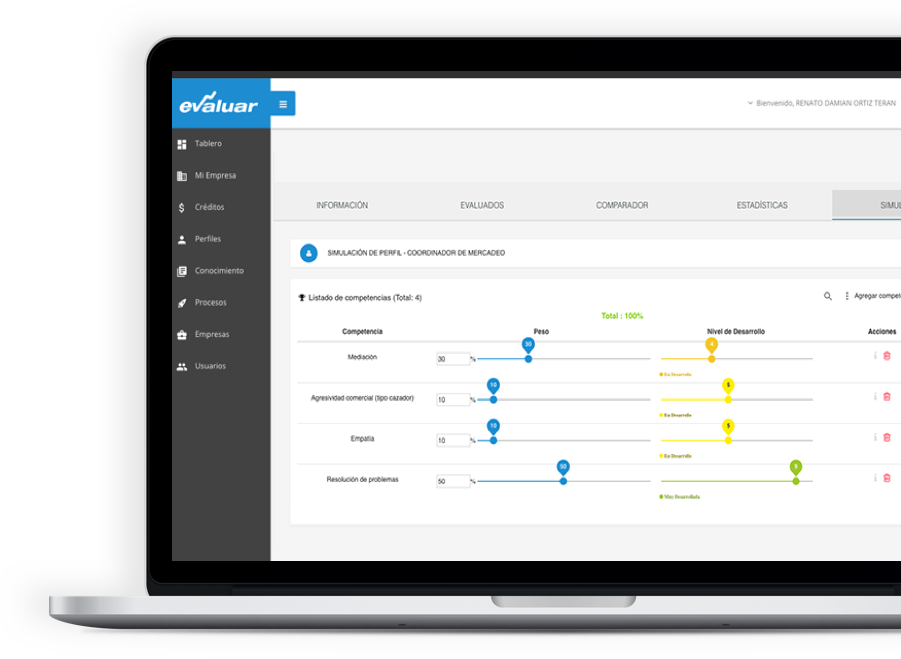 evaluar
Bienvenido, RENATO DAMIAN ORTIZ TERAN
Tablero
Mi Empresa
Créditos
Perfiles
Conocimiento
Procesos
Empresas
Usuarios
INFORMACIÓN EVALUADOS COMPARADOR ESTADÍSTICAS SIMUL
SIMULACIÓN DE PERFIL - COORDINADOR DE MERCADEO
Listado de competencias (Total: 4) Agregar compete
Total : 100%
Competencia Peso Nivel de Desarrollo Acciones
Mediación 30 % 30 4
En Desarrollo
Agresividad comercial (tipo cazador) 10 % 10 5
En Desarrollo
Empatía 10 % 10 5
En Desarrollo
Resolución de problemas 50 % 50 9
Muy Desarrollada